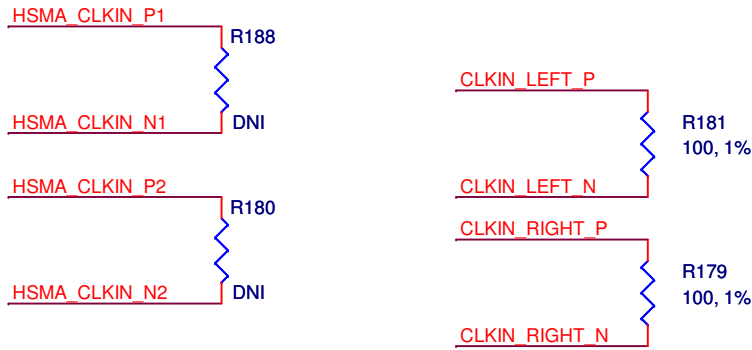 HSMA_CLKIN_P1
R188
HSMA_CLKIN_N1
DNI
HSMA_CLKIN_P2
R180
HSMA_CLKIN_N2
DNI
CLKIN_LEFT_P
R181
100, 1%
CLKIN_LEFT_N
CLKIN_RIGHT_P
R179
100, 1%
CLKIN_RIGHT_N